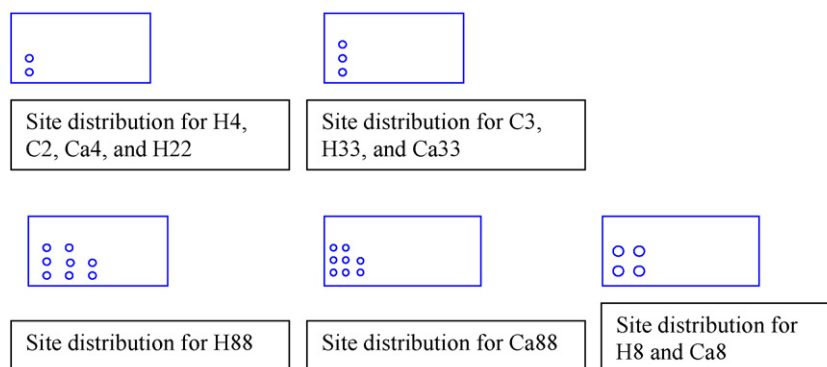 Site distribution for H4,
C2, Ca4, and H22
Site distribution for C3,
H33, and Ca33
Site distribution for H88
Site distribution for Ca88
Site distribution for
H8 and Ca8